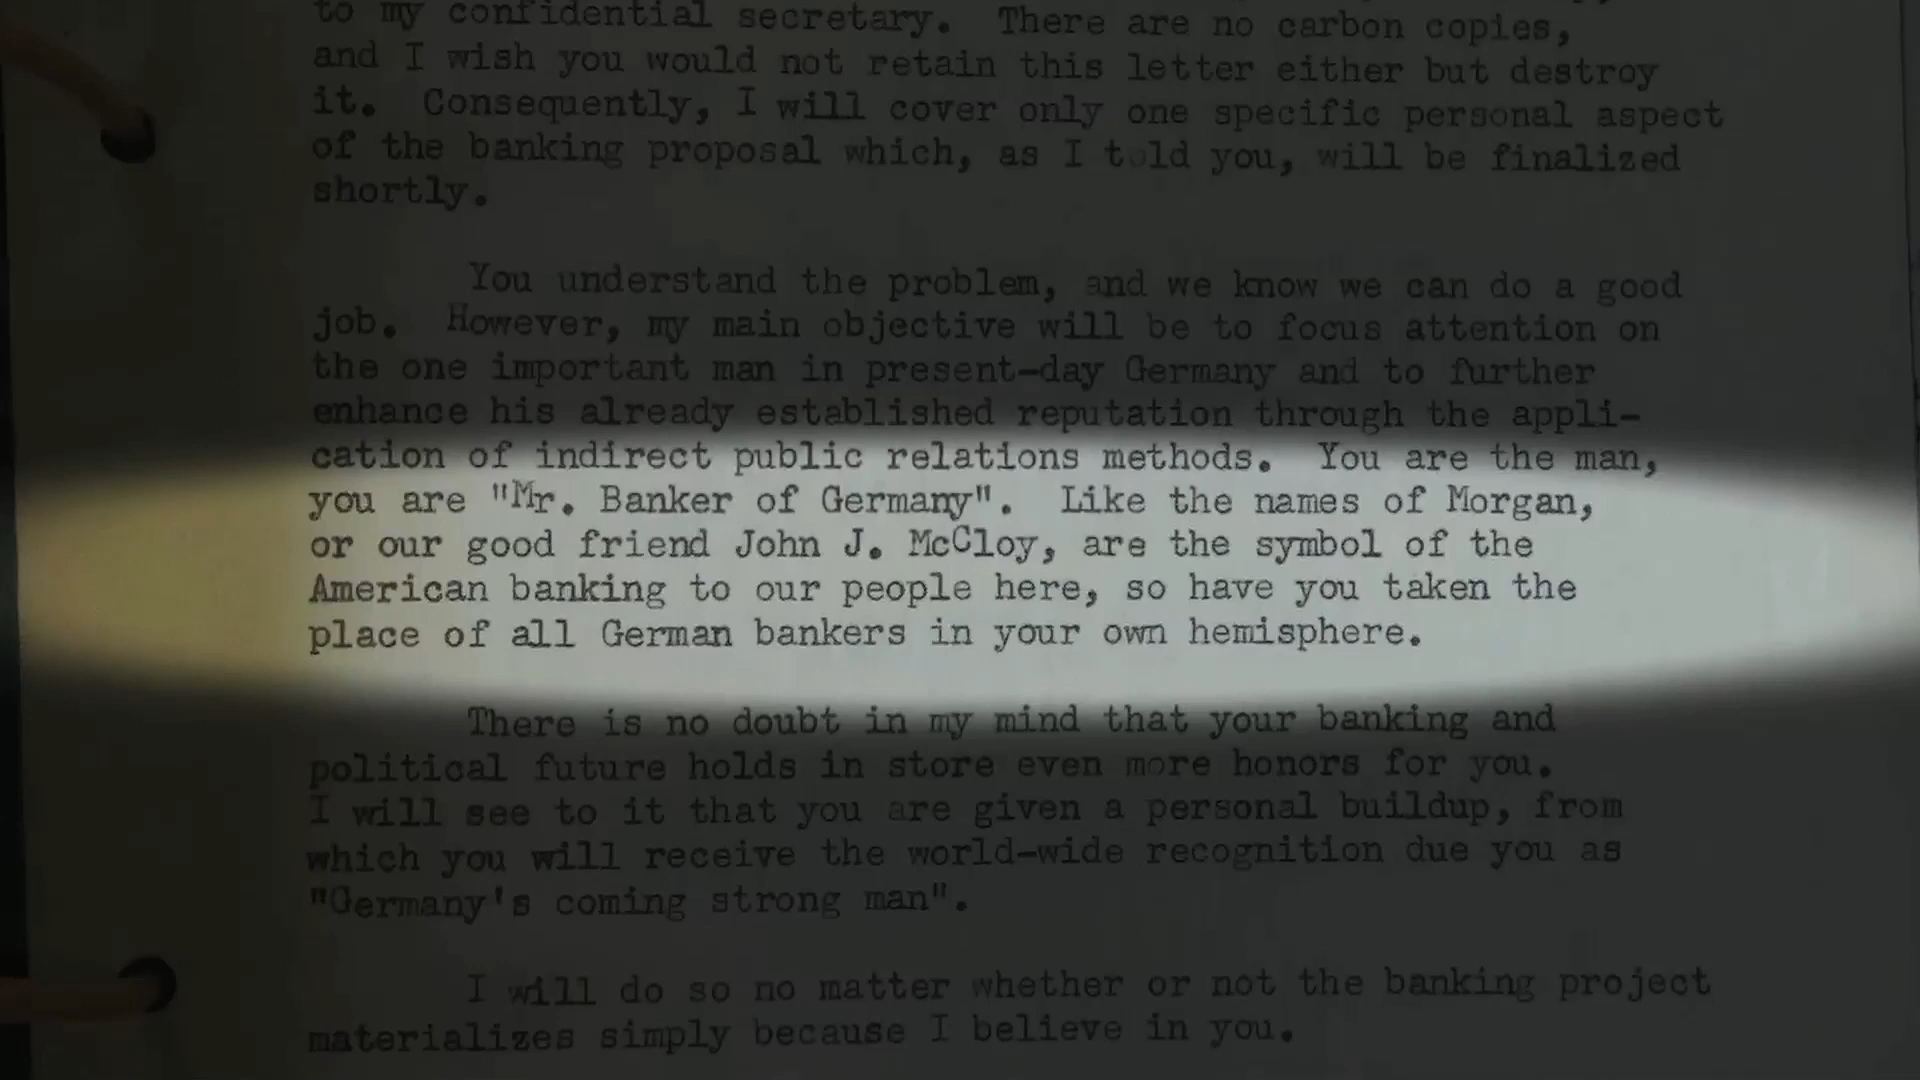 to my confidential secretary. There are no carbon copies,
and I wish you would not retain this letter either but destroy
it. Consequently, I will cover only one specific personal aspect
of the banking proposal which, as I told you, will be finalized
shortly.
You understand the problem, and we know we can do a good
job. However, my main objective will be to focus attention on
the one important man in present-day Germany and to further
enhance his already established reputation through the appli-
cation of indirect public relations methods. You are the man,
you are "Mr. Banker of Germany". Like the names of Morgan,
or our good friend John J. McCloy, are the symbol of the
American banking to our people here, so have you taken the
place of all German bankers in your own hemisphere.
There is no doubt in my mind that your banking and
political future holds in store even more honors for you.
I will see to it that you are given a personal buildup, from
which you will receive the world-wide recognition due you as
"Germany's coming strong man".
I will do so no matter whether or not the banking project
materializes simply because I believe in you.